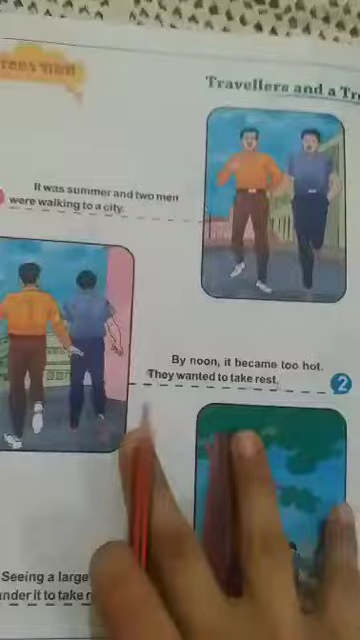 Travellers and a
It was summer and two men
were walking to a city.
By noon, it became too hot.
They wanted to take rest.
2
Seeing a large
under it to take